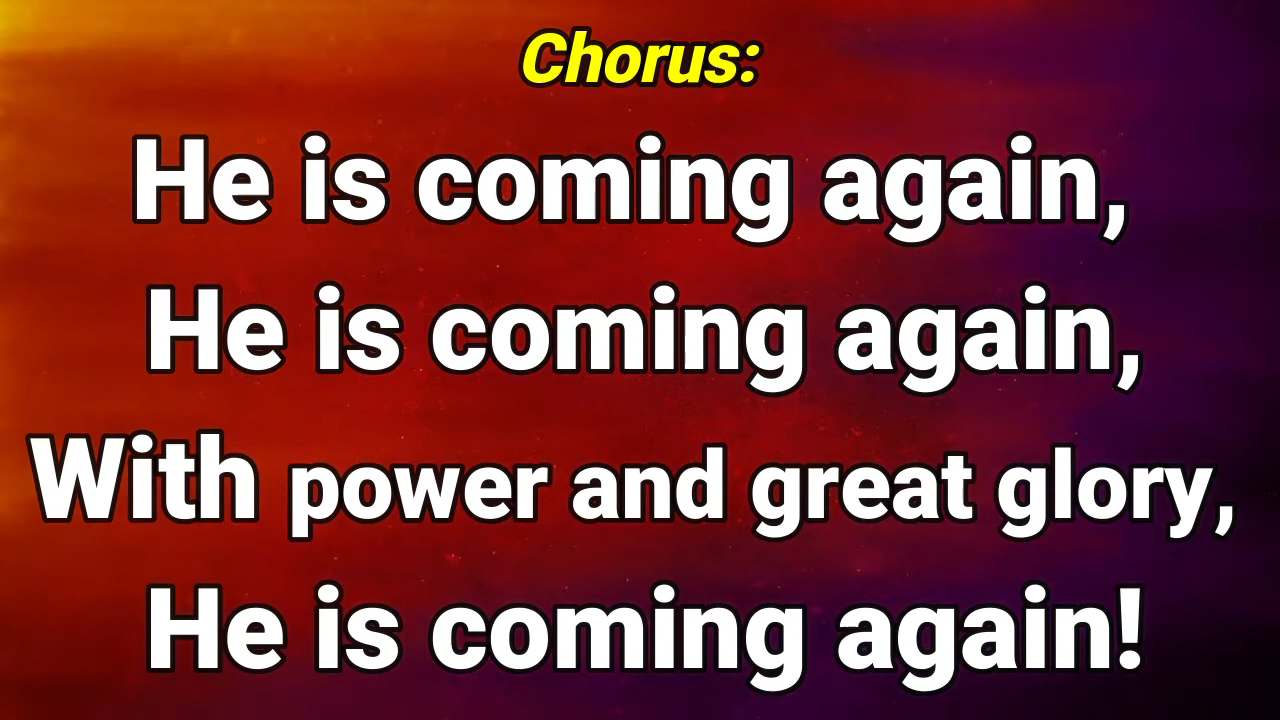 Chorus:
He is coming again,
He is coming again,
With power and great glory,
He is coming again!